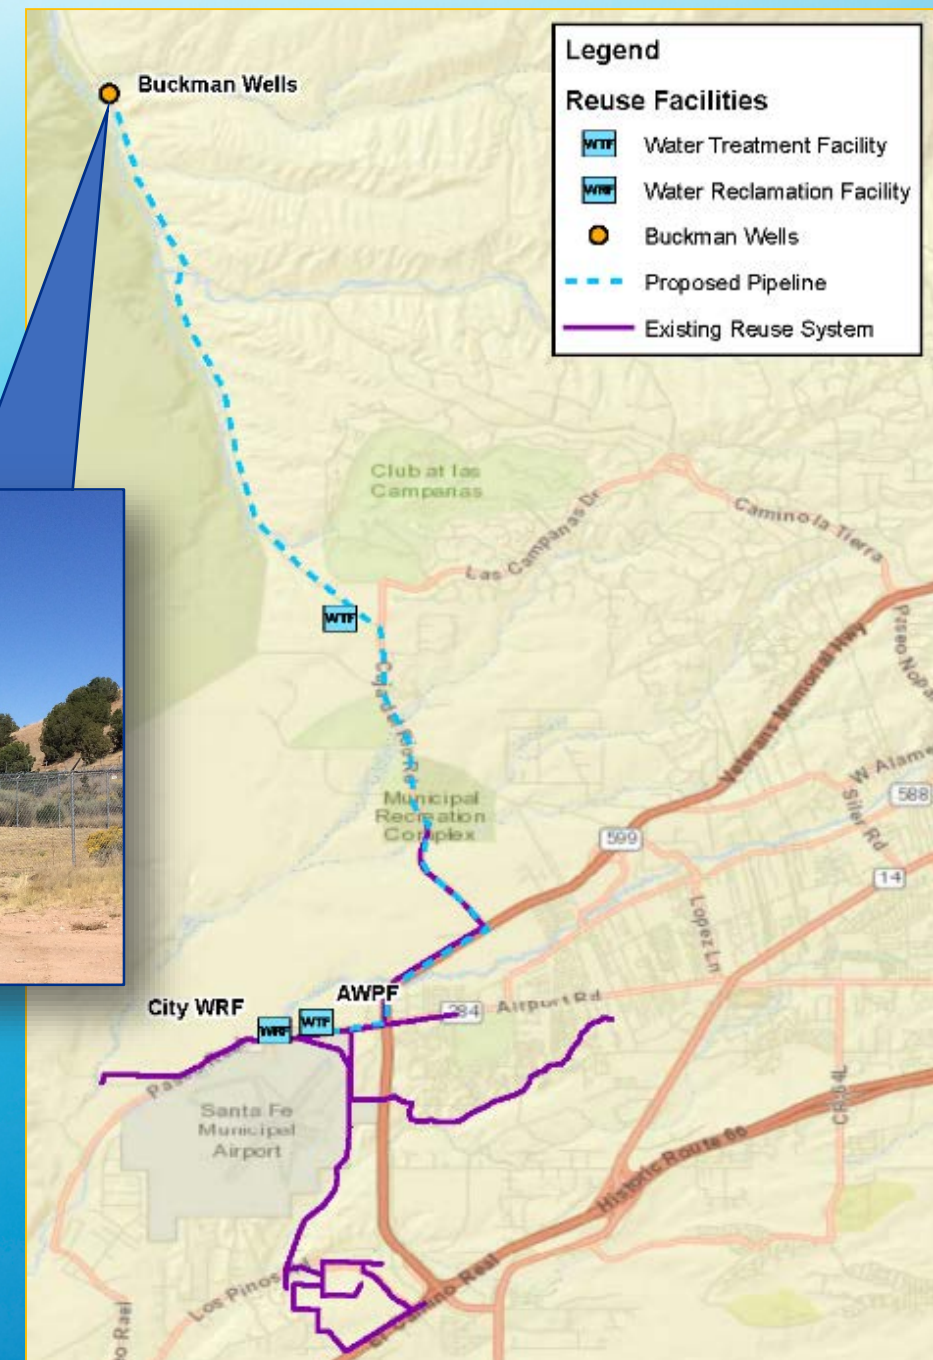 Buckman Wells
Legend
Reuse Facilities
WTF Water Treatment Facility
WRF Water Reclamation Facility
Buckman Wells
Proposed Pipeline
Existing Reuse System
Club at las
Campanas
Las Campanas Dr
Camino la Tierra
WTF
Veterans Memorial Hwy
Municipal
Recreation
Complex
W Alame
588
Siler Rd
599
14
Lopez Ln
AWPF
City WRF
WRF
WTF
284
Airport Rd
Santa Fe
Municipal
Airport
Historic Route 66
Los Pinos
El Camino Real